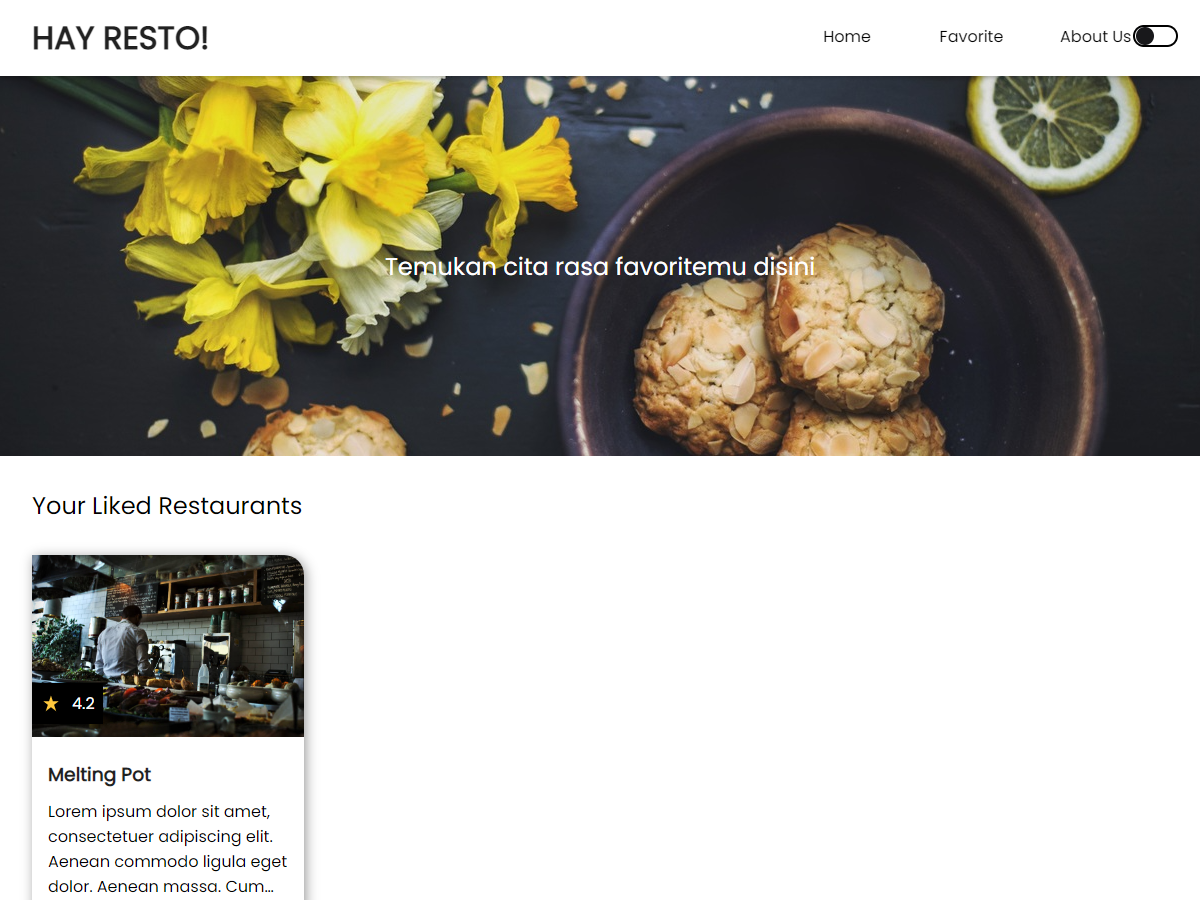 HAY RESTO!
Home Favorite About Us
Temukan cita rasa favoritemu disini
Your Liked Restaurants
★ 4.2
Melting Pot
Lorem ipsum dolor sit amet,
consectetuer adipiscing elit.
Aenean commodo ligula eget
dolor. Aenean massa. Cum...